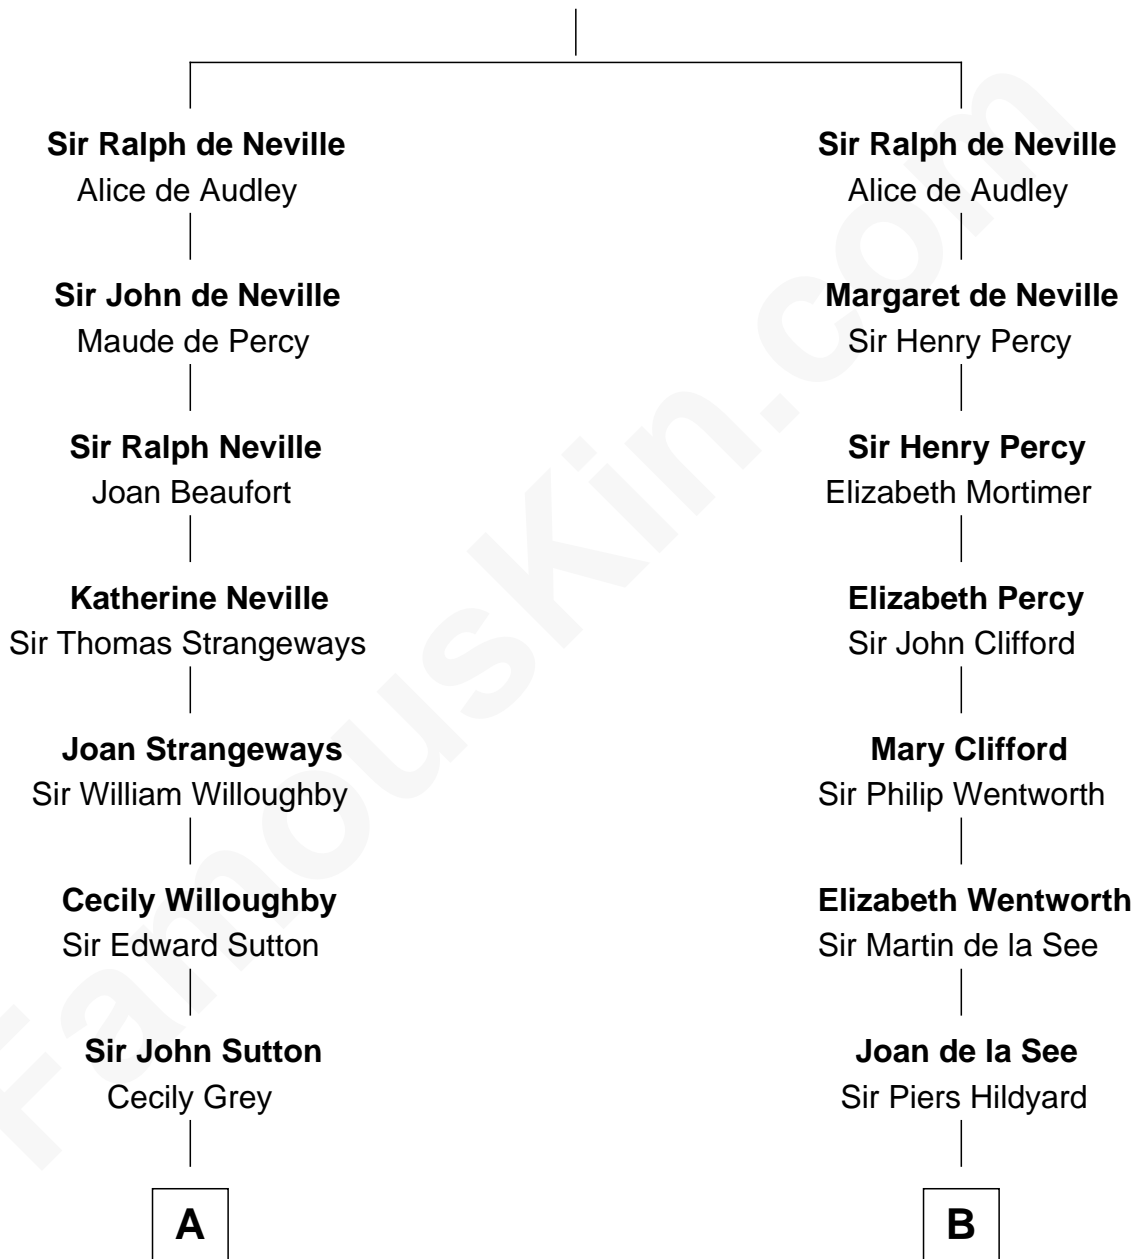 Sir Ralph de Neville
Alice de Audley
Sir John de Neville
Maude de Percy
Sir Ralph Neville
Joan Beaufort
Katherine Neville
Sir Thomas Strangeways
Joan Strangeways
Sir William Willoughby
Cecily Willoughby
Sir Edward Sutton
Sir John Sutton
Cecily Grey
A
Sir Ralph de Neville
Alice de Audley
Margaret de Neville
Sir Henry Percy
Sir Henry Percy
Elizabeth Mortimer
Elizabeth Percy
Sir John Clifford
Mary Clifford
Sir Philip Wentworth
Elizabeth Wentworth
Sir Martin de la See
Joan de la See
Sir Piers Hildyard
B
FamousKin.com